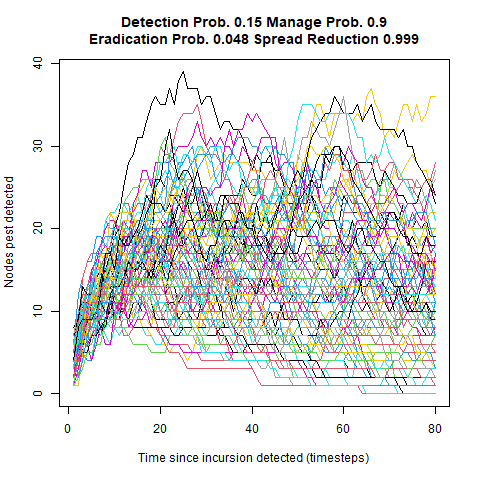 Detection Prob. 0.15 Manage Prob. 0.9
Eradication Prob. 0.048 Spread Reduction 0.999
Nodes pest detected
40
30
20
10
0
0 20 40 60 80
Time since incursion detected (timesteps)